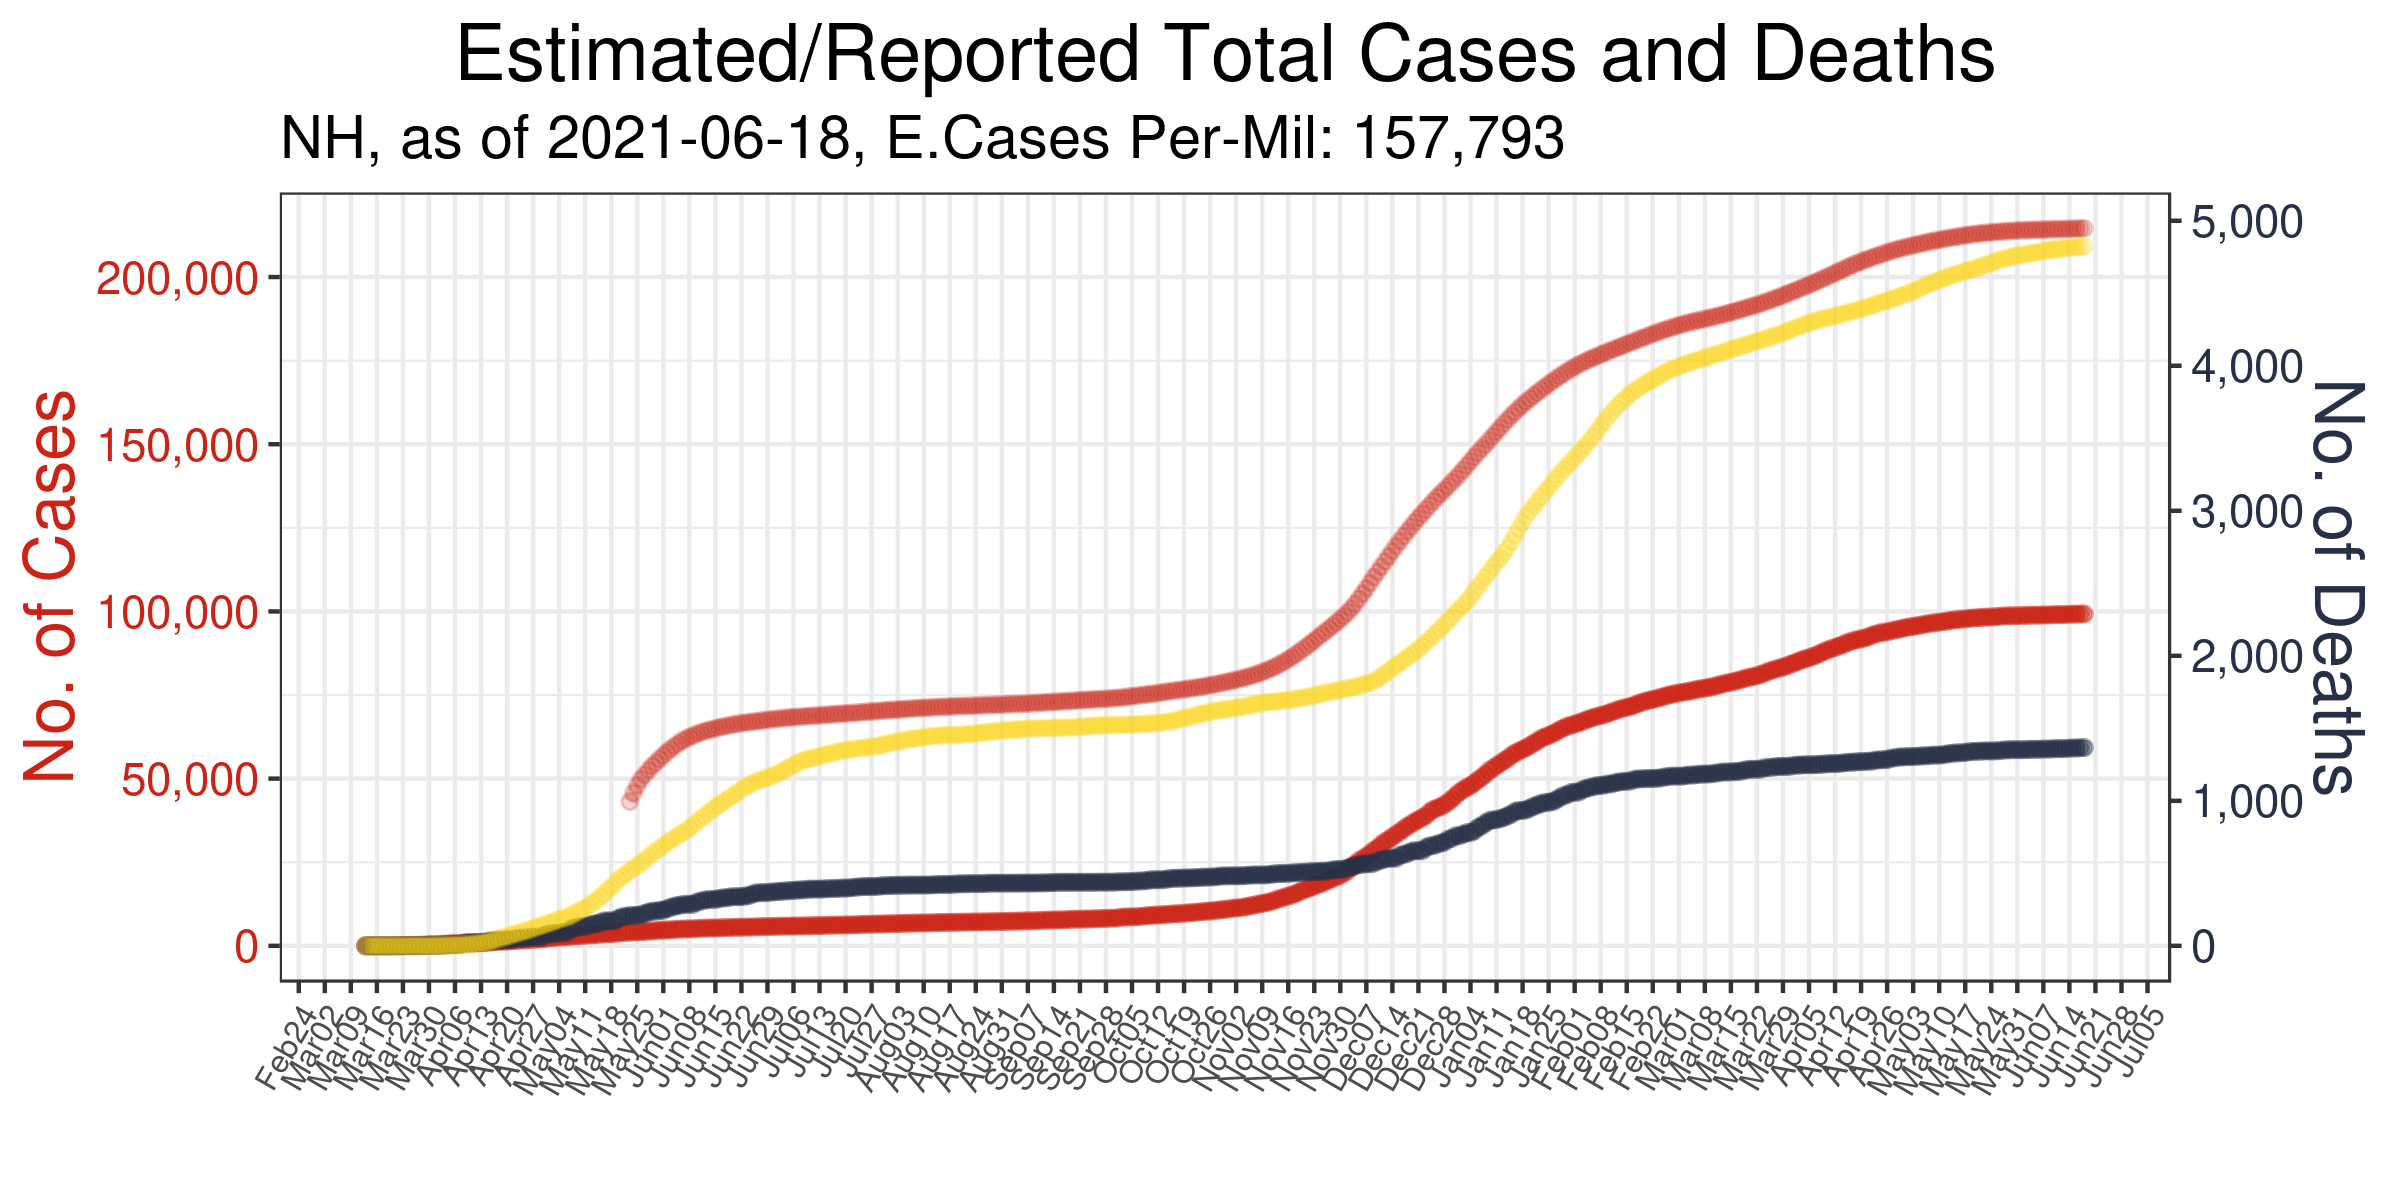 Estimated/Reported Total Cases and Deaths
NH, as of 2021-06-18, E.Cases Per-Mil: 157,793
No. of Cases
200,000
150,000
100,000
50,000
0
5,000
4,000
3,000
2,000
1,000
0
No. of Deaths
Feb24
Mar02
Mar09
Mar16
Mar23
Mar30
Apr06
Apr13
Apr20
Apr27
May04
May11
May18
May25
Jun01
Jun08
Jun15
Jun22
Jun29
Jul06
Jul13
Jul20
Jul27
Aug03
Aug10
Aug17
Aug24
Aug31
Sep07
Sep14
Sep21
Sep28
Oct05
Oct12
Oct19
Oct26
Nov02
Nov09
Nov16
Nov23
Nov30
Dec07
Dec14
Dec21
Dec28
Jan04
Jan11
Jan18
Jan25
Feb01
Feb08
Feb15
Feb22
Mar01
Mar08
Mar15
Mar22
Mar29
Apr05
Apr12
Apr19
Apr26
May03
May10
May17
May24
May31
Jun07
Jun14
Jun21
Jun28
Jul05